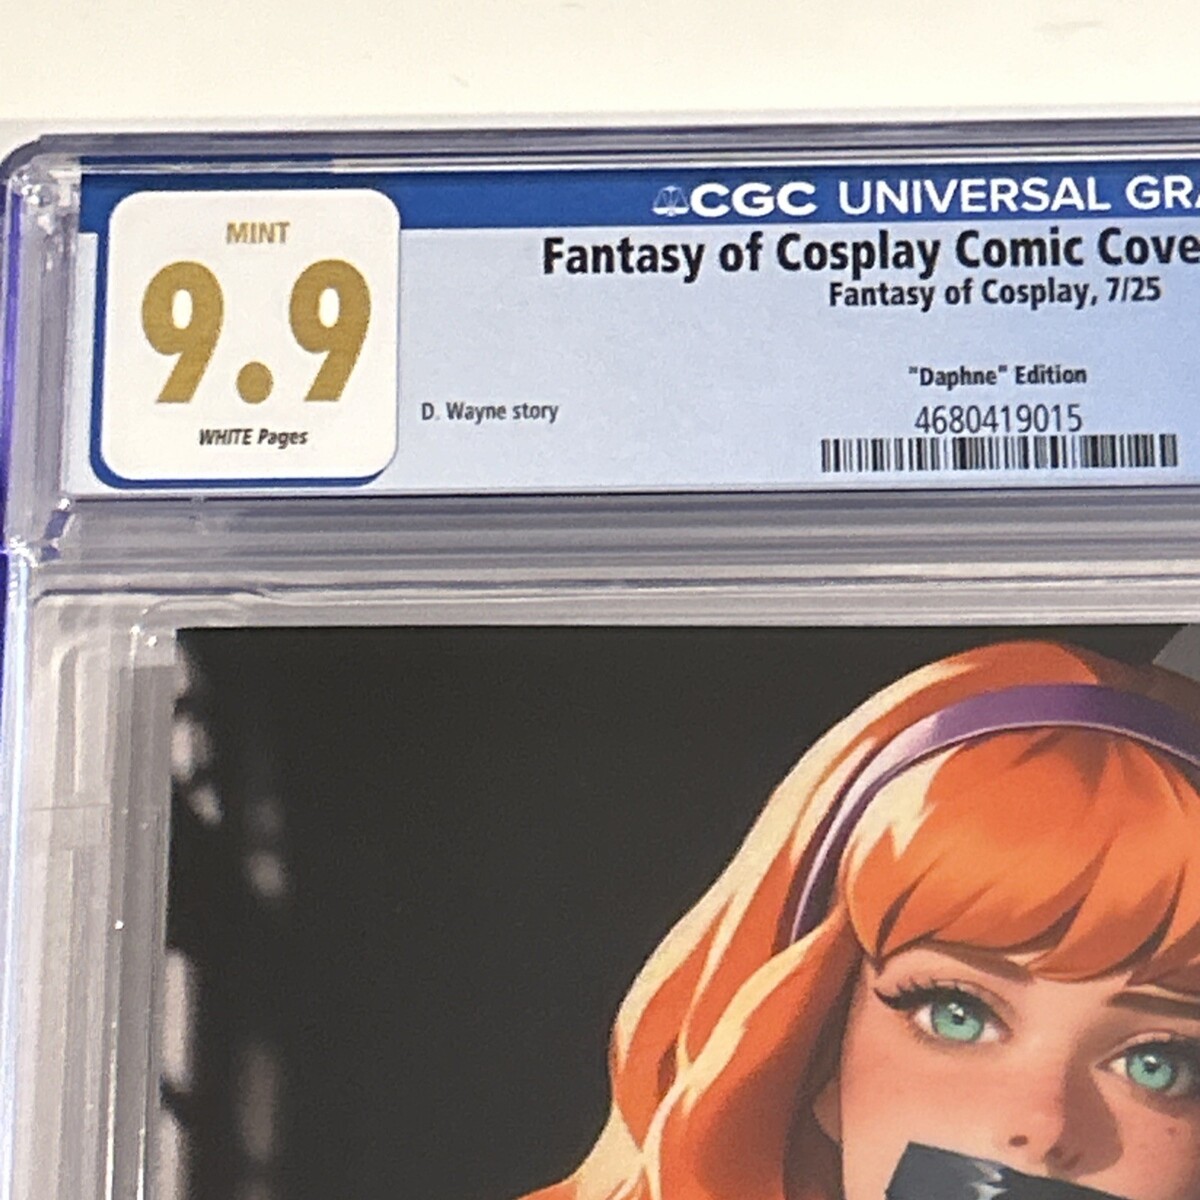 MINT
9.9
WHITE Pages
CGC UNIVERSAL GRA
Fantasy of Cosplay Comic Cove
Fantasy of Cosplay, 7/25
"Daphne" Edition
D. Wayne story
4680419015